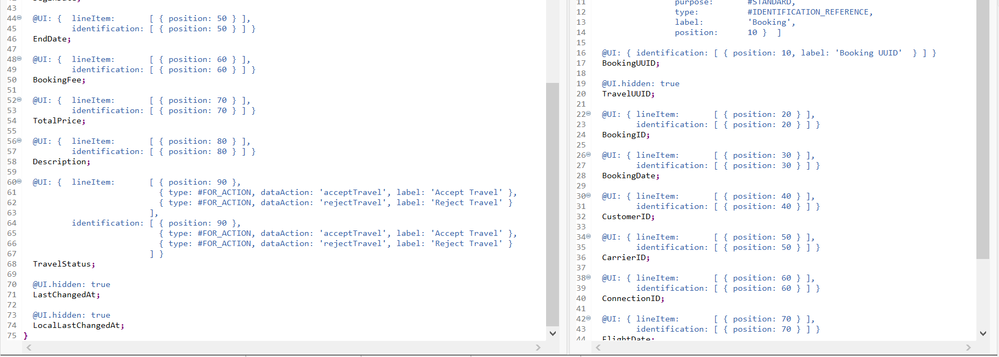 43
44 @UI: {  lineItem:       [ { position: 50 } ],
45         identification: [ { position: 50 } ] }
46 EndDate;
47
48 @UI: {  lineItem:       [ { position: 60 } ],
49         identification: [ { position: 60 } ] }
50 BookingFee;
51
52 @UI: {  lineItem:       [ { position: 70 } ],
53         identification: [ { position: 70 } ] }
54 TotalPrice;
55
56 @UI: {  lineItem:       [ { position: 80 } ],
57         identification: [ { position: 80 } ] }
58 Description;
59
60 @UI: {  lineItem:       [ { position: 90 },
61                           { type: #FOR_ACTION, dataAction: 'acceptTravel', label: 'Accept Travel' },
62                           { type: #FOR_ACTION, dataAction: 'rejectTravel', label: 'Reject Travel' }
63                         ],
64         identification: [ { position: 90 },
65                           { type: #FOR_ACTION, dataAction: 'acceptTravel', label: 'Accept Travel' },
66                           { type: #FOR_ACTION, dataAction: 'rejectTravel', label: 'Reject Travel' }
67                         ] }
68 TravelStatus;
69
70 @UI.hidden: true
71 LastChangedAt;
72
73 @UI.hidden: true
74 LocalLastChangedAt;
75 }
11 purpose:      #STANDARD,
12 type:         #IDENTIFICATION_REFERENCE,
13 label:        'Booking',
14 position:     10 }  ]
15
16 @UI: { identification: [ { position: 10, label: 'Booking UUID'  } ] }
17 BookingUUID;
18
19 @UI.hidden: true
20 TravelUUID;
21
22 @UI: { lineItem:       [ { position: 20 } ],
23        identification: [ { position: 20 } ] }
24 BookingID;
25
26 @UI: { lineItem:       [ { position: 30 } ],
27        identification: [ { position: 30 } ] }
28 BookingDate;
29
30 @UI: { lineItem:       [ { position: 40 } ],
31        identification: [ { position: 40 } ] }
32 CustomerID;
33
34 @UI: { lineItem:       [ { position: 50 } ],
35        identification: [ { position: 50 } ] }
36 CarrierID;
37
38 @UI: { lineItem:       [ { position: 60 } ],
39        identification: [ { position: 60 } ] }
40 ConnectionID;
41
42 @UI: { lineItem:       [ { position: 70 } ],
43        identification: [ { position: 70 } ] }
44 FlightDate;